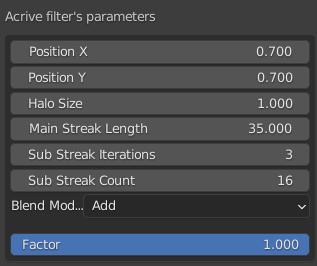 Acrive filter's parameters
Position X 0.700
Position Y 0.700
Halo Size 1.000
Main Streak Length 35.000
Sub Streak Iterations 3
Sub Streak Count 16
Blend Mod... Add
Factor 1.000